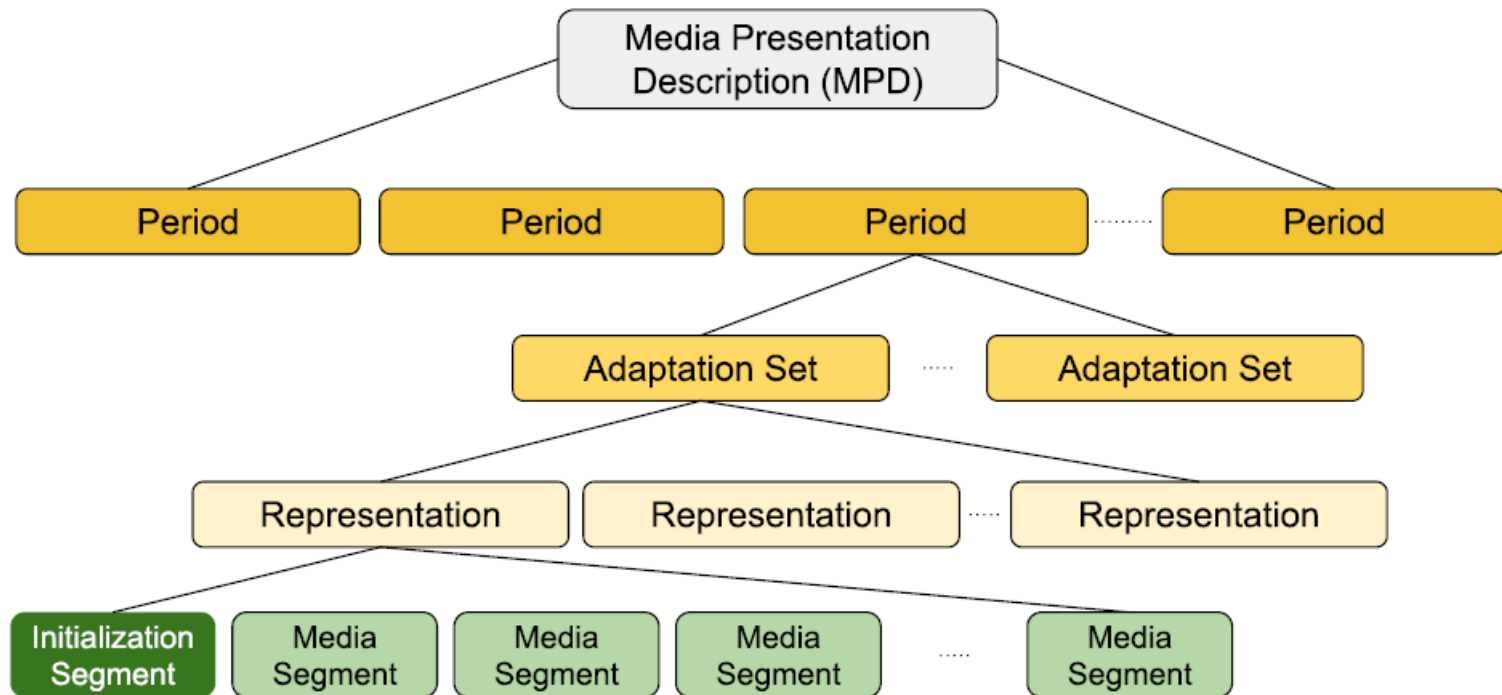 Media Presentation
Description (MPD)
Period Period Period ......... Period
Adaptation Set ..... Adaptation Set
Representation Representation ..... Representation
Initialization Segment
Media Segment
Media Segment
Media Segment
.....
Media Segment